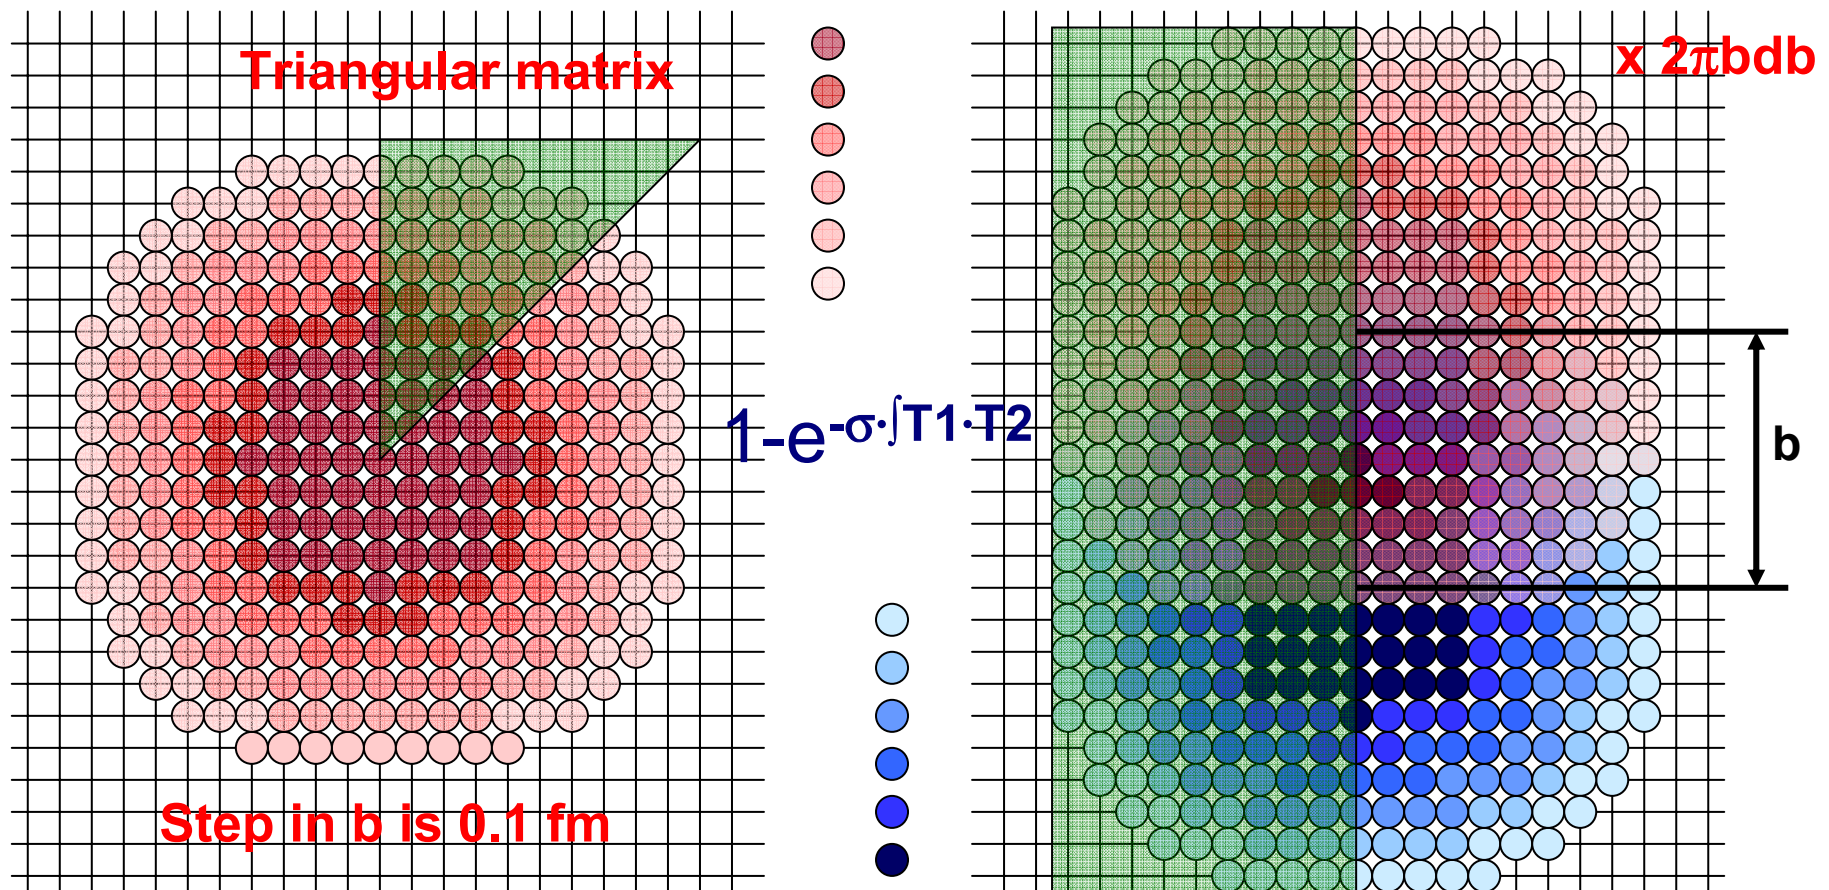 Triangular matrix
x 2πbdb
1-e-σ·∫T1·T2
b
Step in b is 0.1 fm